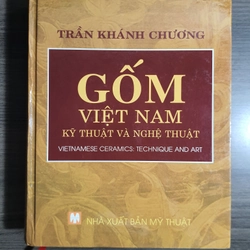 TRẦN KHÁNH CHƯƠNG
GỐM
VIỆT NAM
KỸ THUẬT VÀ NGHỆ THUẬT
VIETNAMESE CERAMICS: TECHNIQUE AND ART
NHÀ XUẤT BẢN MỸ THUẬT